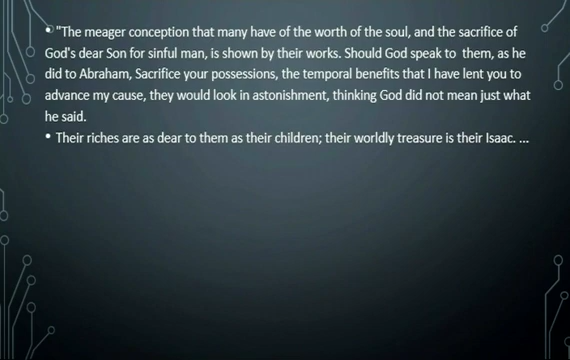 • "The meager conception that many have of the worth of the soul, and the sacrifice of
God's dear Son for sinful man, is shown by their works. Should God speak to them, as he
did to Abraham, Sacrifice your possessions, the temporal benefits that I have lent you to
advance my cause, they would look in astonishment, thinking God did not mean just what
he said.
• Their riches are as dear to them as their children; their worldly treasure is their Isaac. ...